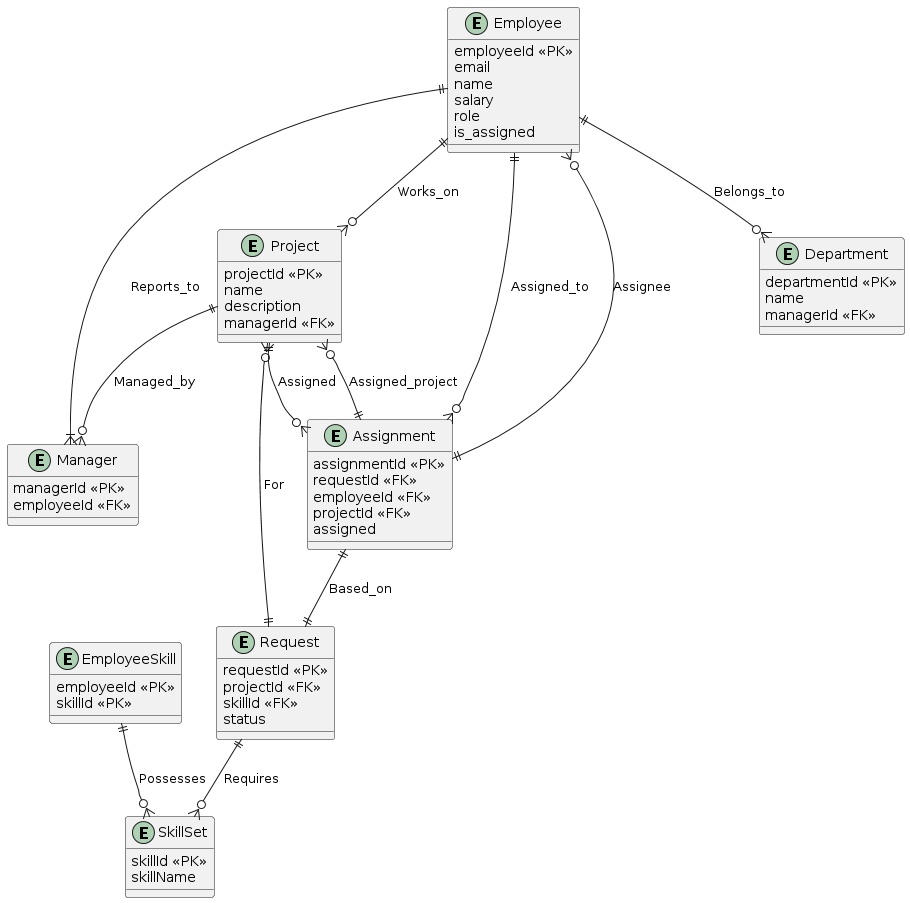 E Employee
employeeId «PK»
email
name
salary
role
is_assigned
Works_on
Belongs_to
E Project
projectId «PK»
name
description
managerId «FK»
E Department
departmentId «PK»
name
managerId «FK»
Reports_to
Assigned_to
Assignee
Managed_by
Assigned
Assigned_project
E Manager
managerId «PK»
employeeId «FK»
E Assignment
assignmentId «PK»
requestId «FK»
employeeId «FK»
projectId «FK»
assigned
For
Based_on
E EmployeeSkill
employeeId «PK»
skillId «PK»
E Request
requestId «PK»
projectId «FK»
skillId «FK»
status
Possesses
Requires
E SkillSet
skillId «PK»
skillName